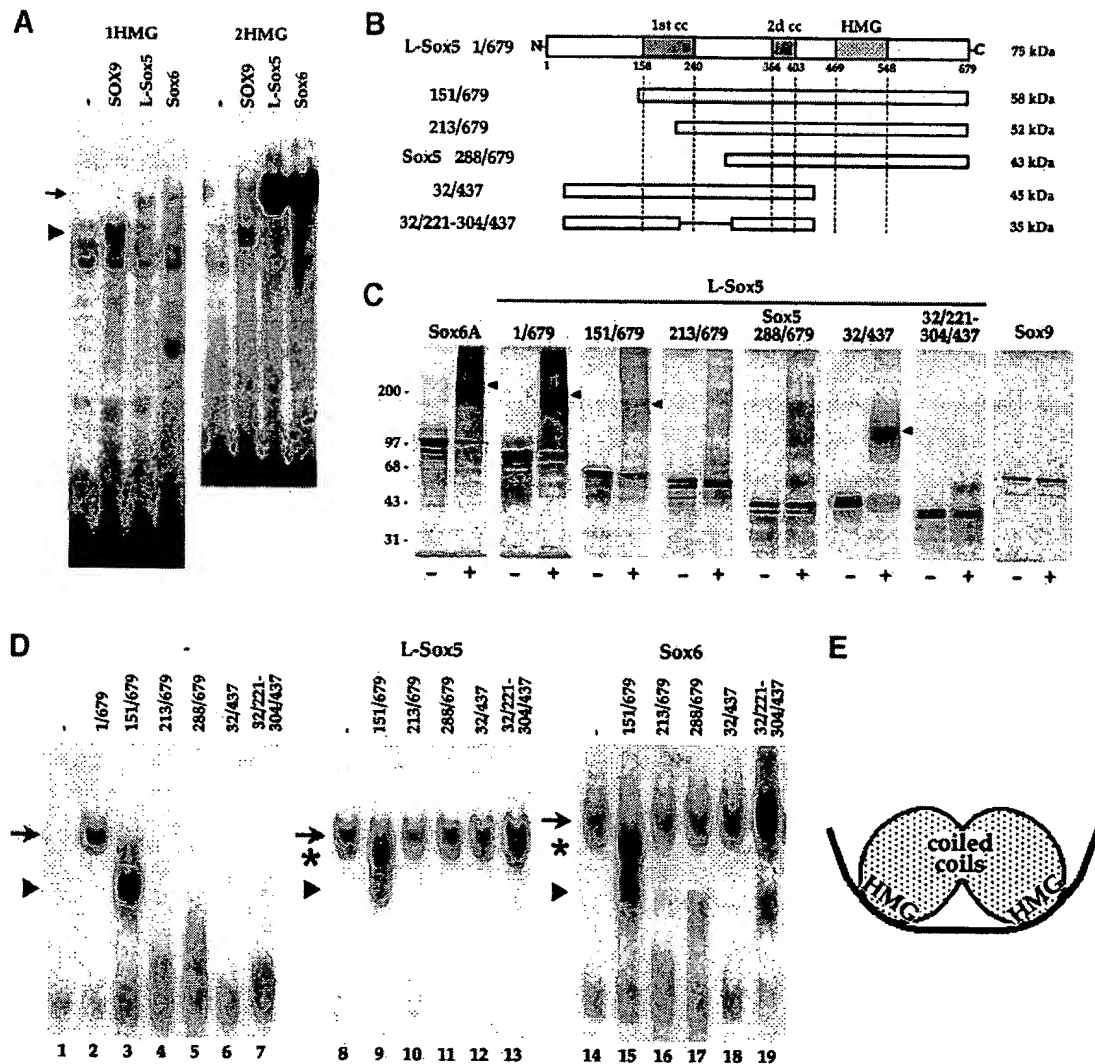 A
1HMG
2HMG
-
SOX9
L-Sox5
Sox6
-
SOX9
L-Sox5
Sox6
B
1st cc
2d cc
HMG
L-Sox5 1/679
N
C
75 kDa
1
158
240
364
403
469
548
679
151/679
58 kDa
213/679
52 kDa
Sox5 288/679
43 kDa
32/437
45 kDa
32/221-304/437
35 kDa
C
L-Sox5
Sox6A
1/679
151/679
213/679
Sox5
288/679
32/437
32/221-
304/437
Sox9
200 -
97 -
68 -
43 -
31 -
- +
- +
- +
- +
- +
- +
- +
- +
D
-
1/679
151/679
213/679
288/679
32/437
32/221-
304/437
L-Sox5
-
151/679
213/679
288/679
32/437
32/221-
304/437
Sox6
-
151/679
213/679
288/679
32/437
32/221-
304/437
*
*
1 2 3 4 5 6 7
8 9 10 11 12 13
14 15 16 17 18 19
E
coiled
coils
HMG
HMG